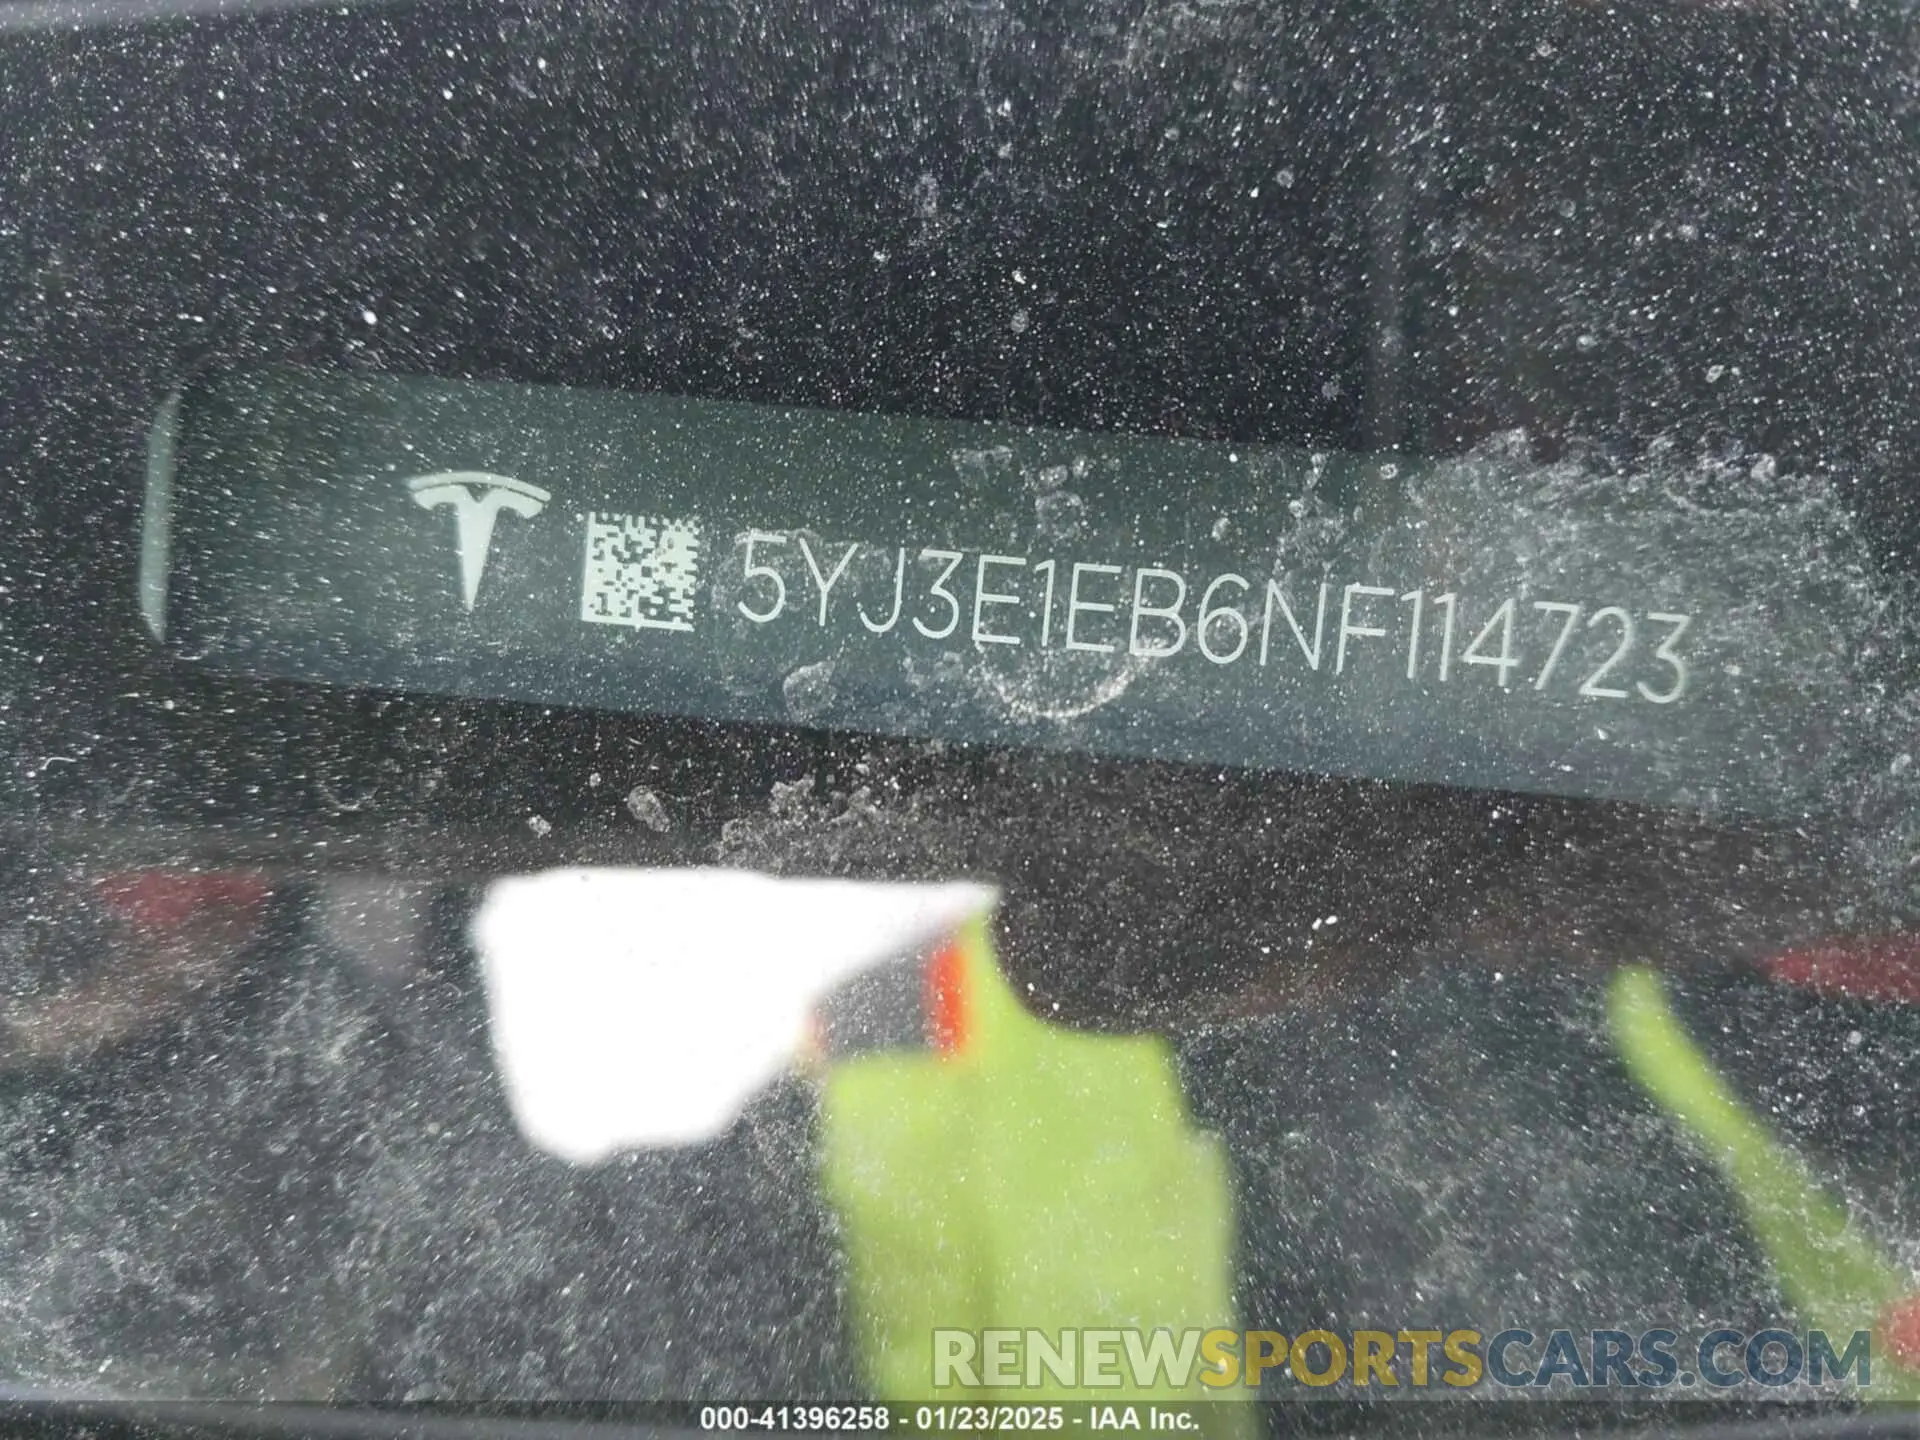 5YJ3E1EB6NF114723
RENEWSPORTSCARS.COM
000-41396258 - 01/23/2025 - IAA Inc.